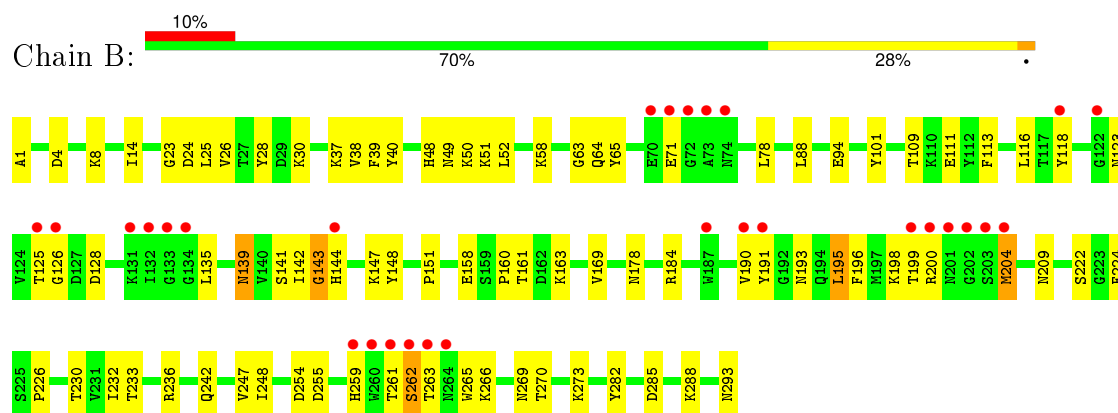 10%
Chain B:
70% 28% •
A1 D4 K8 I14 G23 D24 L25 V26 T27 Y28 D29 K30 K37 V38 F39 Y40 H48 N49 K50 K51 L52 K58 G63 Q64 Y65 E70 E71 G72 A73 N74 L78 L88 E94 Y101 T109 K110 E111 Y112 F113 L116 T117 Y118 G122 N123
V124 T125 G126 D127 D128 K131 I132 G133 G134 L135 N139 V140 S141 I142 G143 H144 K147 Y148 P151 E158 S159 P160 T161 D162 K163 V169 N178 R184 W187 V190 Y191 G192 N193 Q194 L195 F196 M197 K198 T199 R200 N201 G202 S203 M204 N209 S222 G223 E224
S225 P226 T230 V231 I232 T233 R236 Q242 V247 I248 D254 D255 H259 W260 T261 S262 T263 N264 W265 K266 N269 T270 K273 Y282 D285 K288 N293